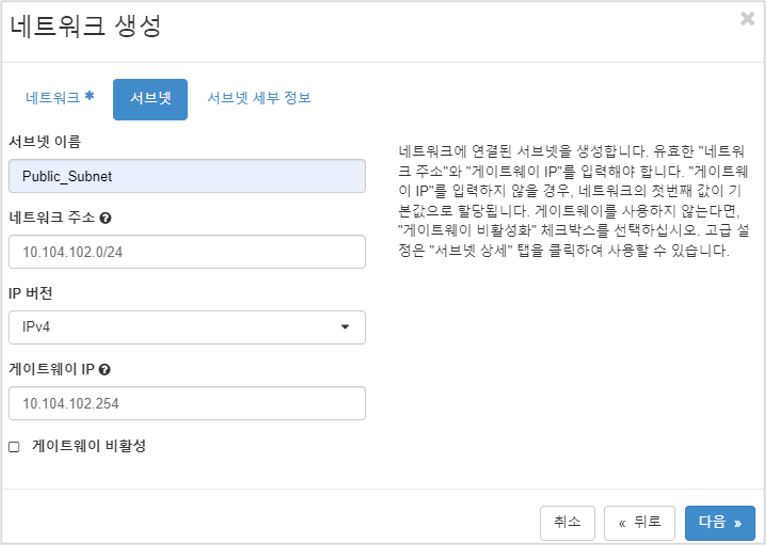 네트워크 생성
네트워크 *
서브넷
서브넷 세부 정보
서브넷 이름
Public_Subnet
네트워크 주소
10.104.102.0/24
IP 버전
IPv4
게이트웨이 IP
10.104.102.254
게이트웨이 비활성
네트워크에 연결된 서브넷을 생성합니다. 유효한 "네트워
크 주소"와 "게이트웨이 IP"를 입력해야 합니다. "게이트웨
이 IP"를 입력하지 않을 경우, 네트워크의 첫번째 값이 기
본값으로 할당됩니다. 게이트웨이를 사용하지 않는다면,
"게이트웨이 비활성화" 체크박스를 선택하십시오. 고급 설
정은 "서브넷 상세" 탭을 클릭하여 사용할 수 있습니다.
취소
« 뒤로
다음 »